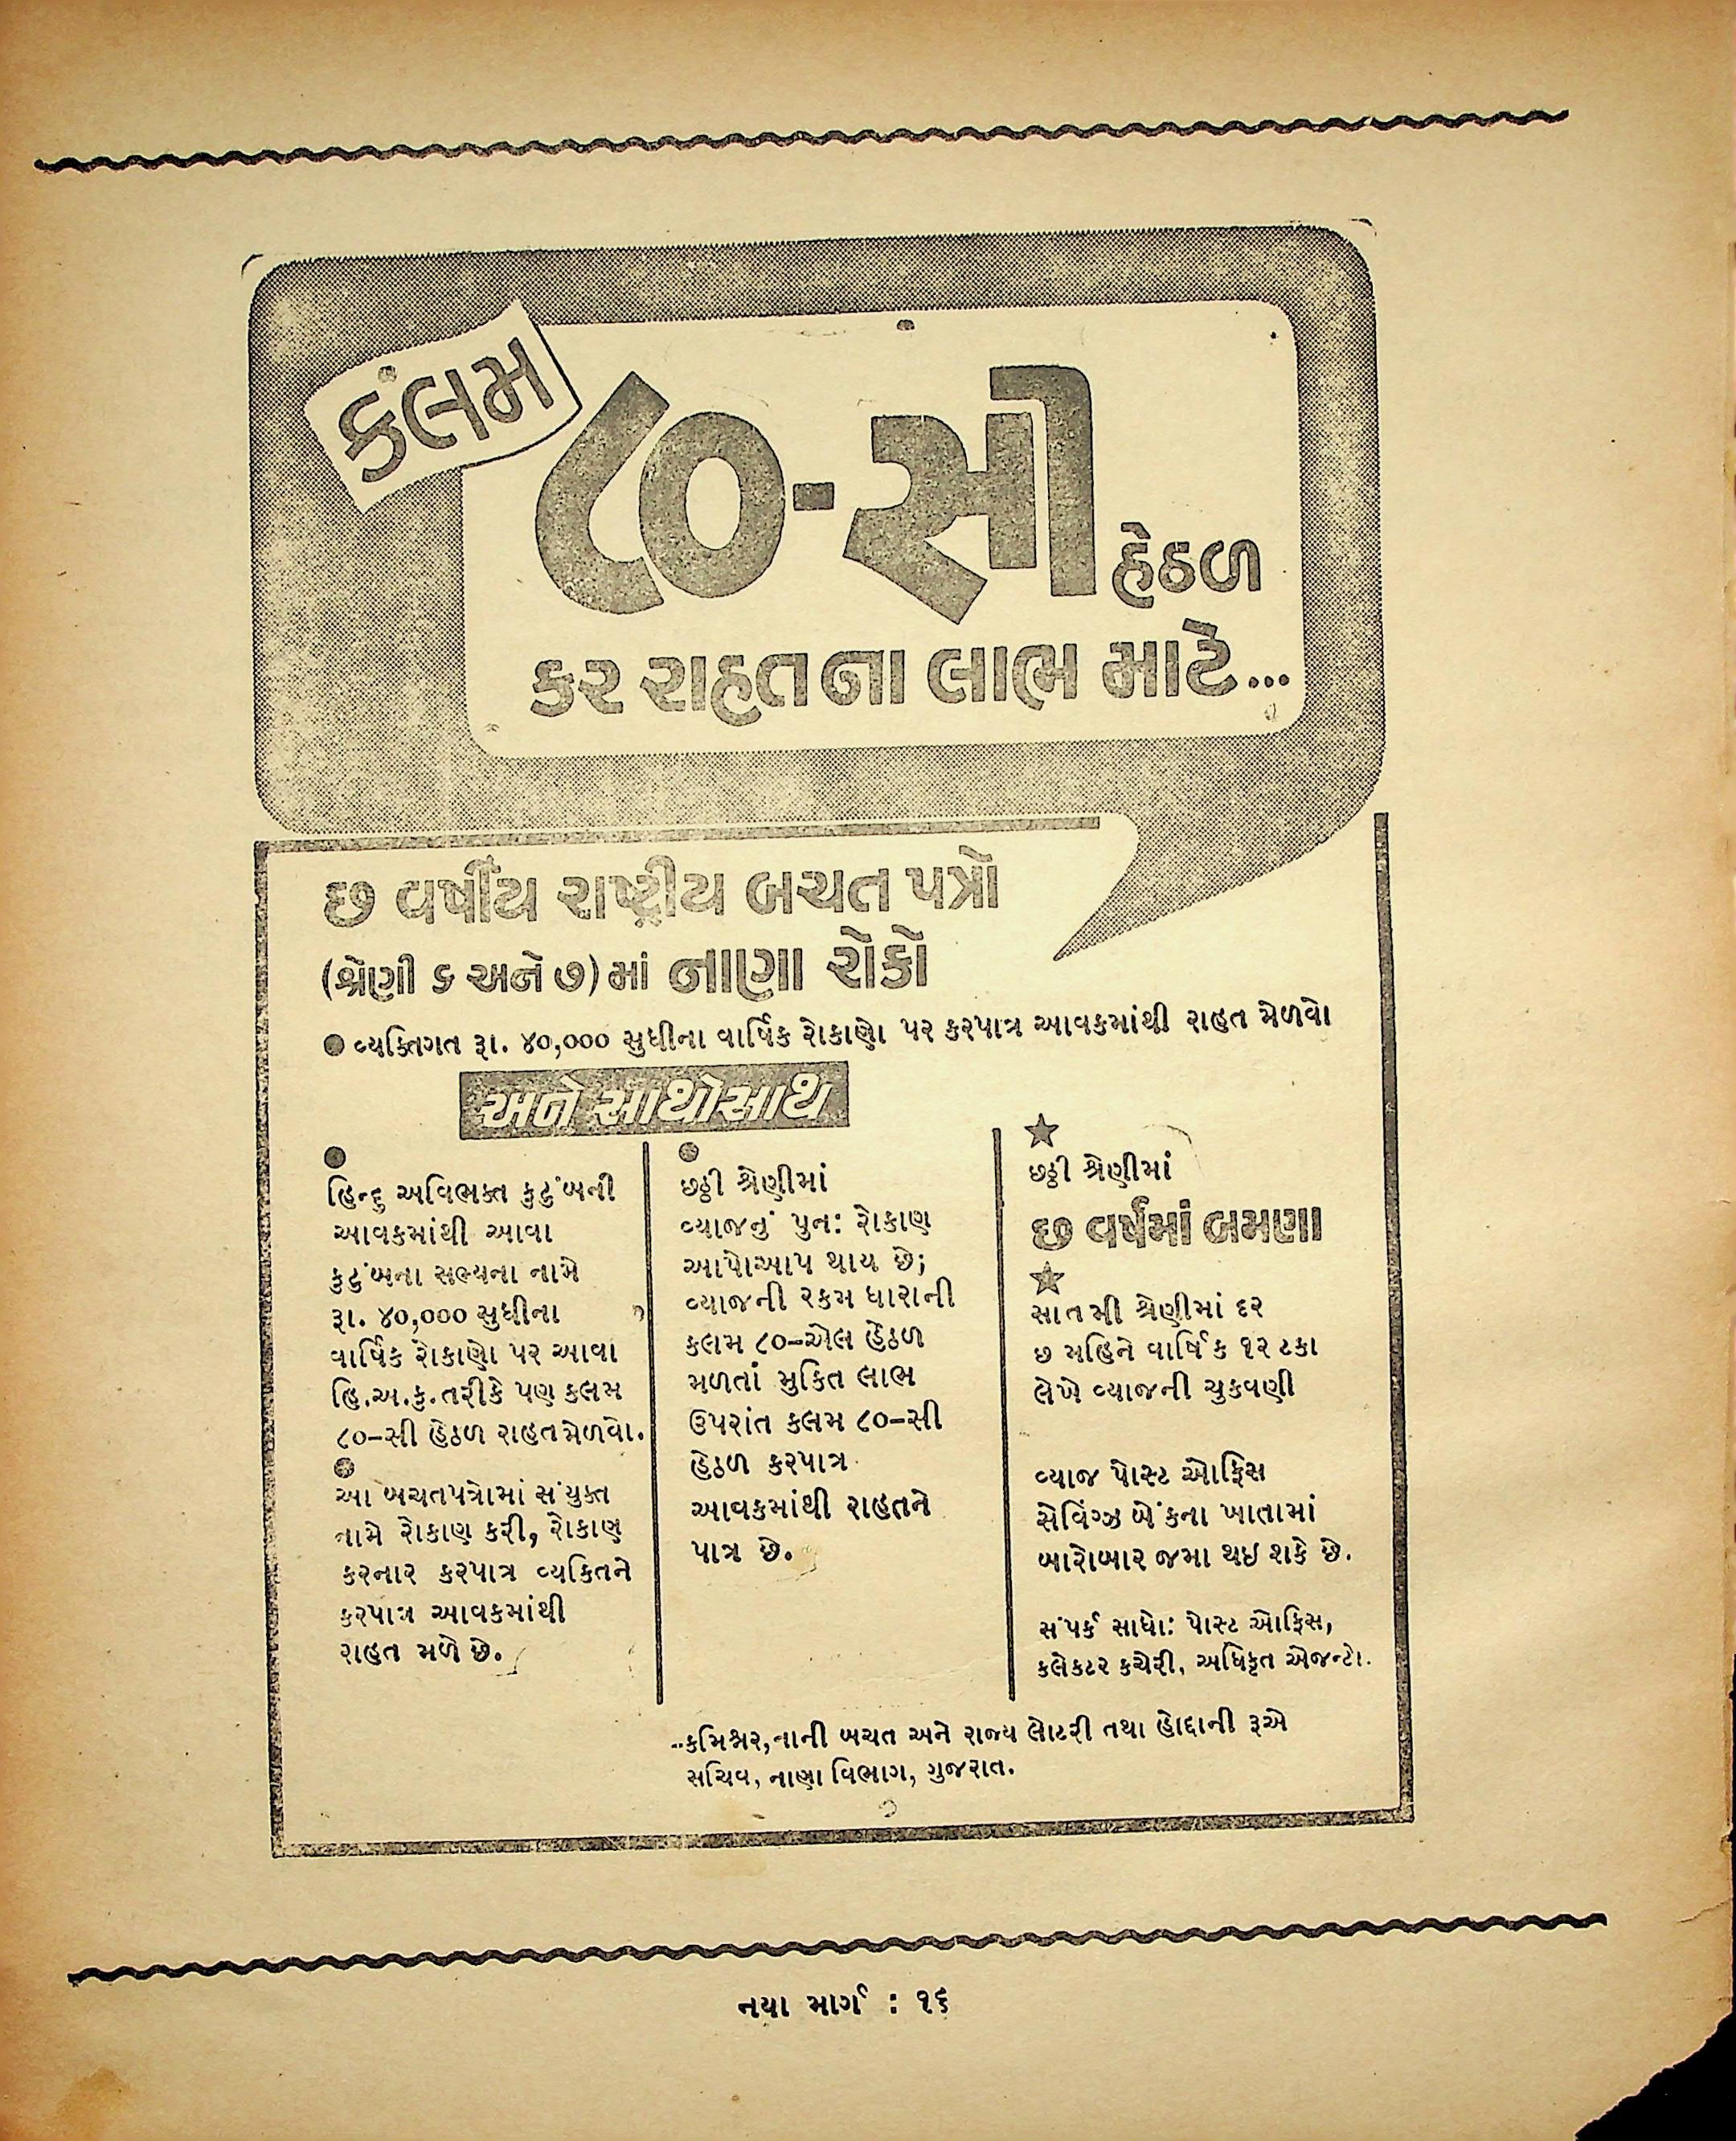 કલમ
૮૦-સી હેઠળ
કર રાહતના લાભ માટે...
છ વર્ષીય રાષ્ટ્રીય બચત પત્રો
(શ્રેણી ૬ અને ૭) માં નાણા રોકો
● વ્યક્તિગત રૂા. ૪૦,૦૦૦ સુધીના વાર્ષિક રોકાણો પર કરપાત્ર આવકમાંથી રાહત મેળવો
અને સાથોસાથ
●
હિન્દુ અવિભક્ત કુટુંબની
આવકમાંથી આવા
કુટુંબના સભ્યના નામે
રૂા. ૪૦,૦૦૦ સુધીના
વાર્ષિક રોકાણો પર આવા
હિ.અ.કુ.તરીકે પણ કલમ
૮૦-સી હેઠળ રાહત મેળવો.
●
આ બચતપત્રોમાં સંયુક્ત
નામે રોકાણ કરી, રોકાણ
કરનાર કરપાત્ર વ્યકિતને
કરપાત્ર આવકમાંથી
રાહત મળે છે.
●
છઠ્ઠી શ્રેણીમાં
વ્યાજનું પુન: રોકાણ
આપોઆપ થાય છે;
વ્યાજની રકમ ધારાની
કલમ ૮૦-એલ હેઠળ
મળતાં મુકિત લાભ
ઉપરાંત કલમ ૮૦-સી
હેઠળ કરપાત્ર
આવકમાંથી રાહતને
પાત્ર છે.
★
છઠ્ઠી શ્રેણીમાં
છ વર્ષમાં બમણા
★
સાતમી શ્રેણીમાં દર
છ મહિને વાર્ષિક ૧૨ ટકા
લેખે વ્યાજની ચુકવણી
વ્યાજ પોસ્ટ ઓફિસ
સેવિંગ્ઝ બેંકના ખાતામાં
બારોબાર જમા થઇ શકે છે.
સંપર્ક સાધો: પોસ્ટ ઓફિસ,
કલેકટર કચેરી, અધિકૃત એજન્ટો.
--કમિશ્નર, નાની બચત અને રાજ્ય લોટરી તથા હોદ્દાની રૂએ
સચિવ, નાણા વિભાગ, ગુજરાત.
નયા માર્ગ : ૧૬